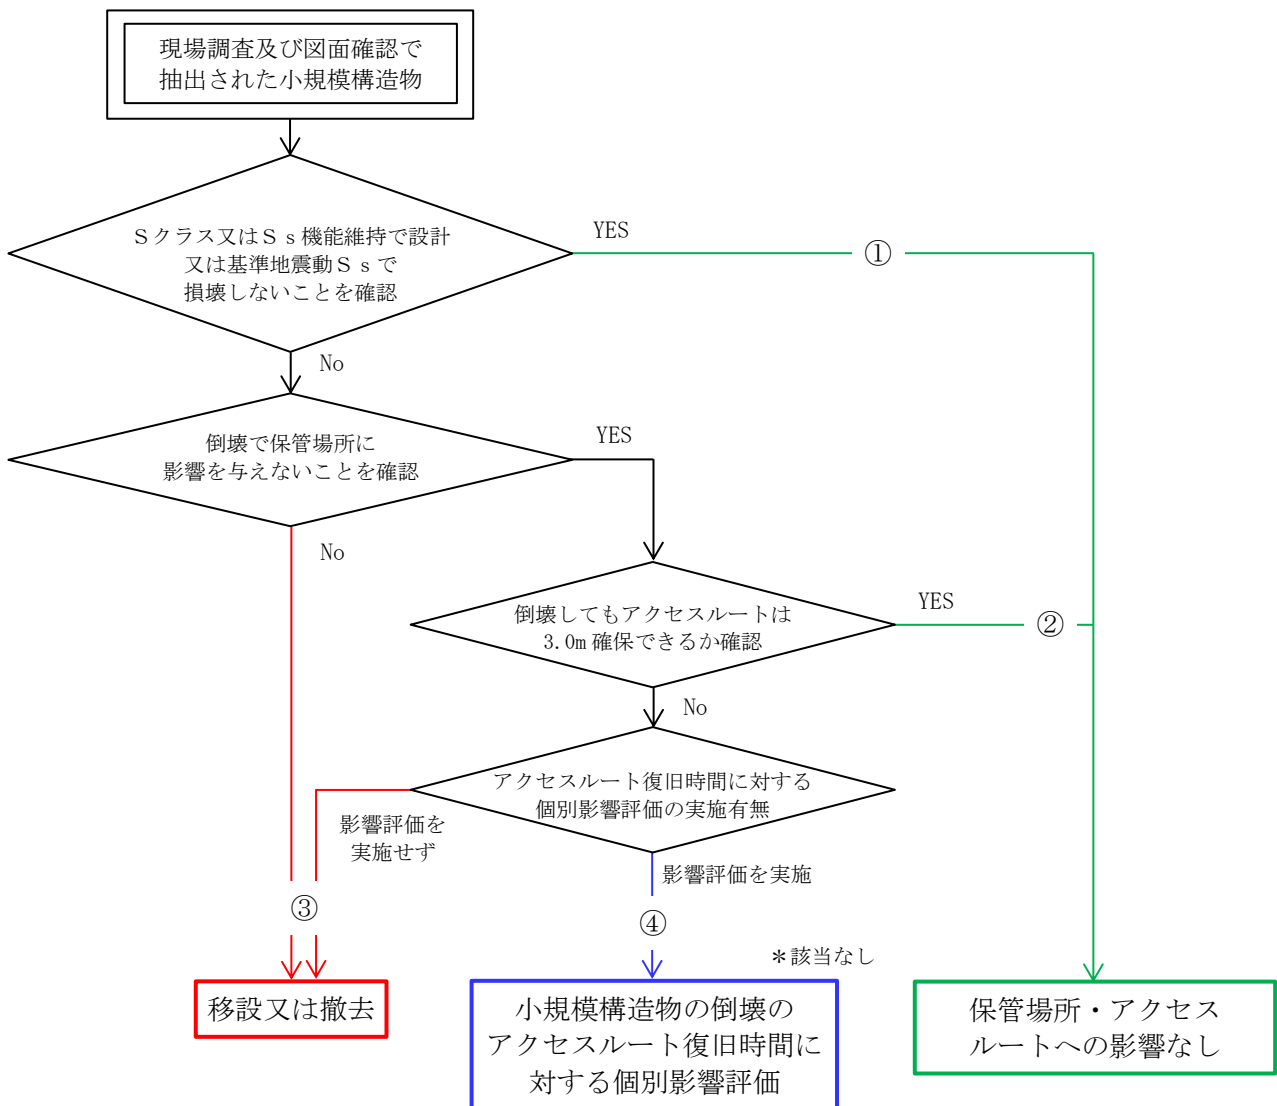 現場調査及び図面確認で
抽出された小規模構造物
Sクラス又はSs機能維持で設計
又は基準地震動Ssで
損壊しないことを確認
YES
①
No
倒壊で保管場所に
影響を与えないことを確認
YES
No
倒壊してもアクセスルートは
3.0m 確保できるか確認
YES
②
No
アクセスルート復旧時間に対する
個別影響評価の実施有無
影響評価を
実施せず
影響評価を実施
③
④
＊該当なし
移設又は撤去
小規模構造物の倒壊の
アクセスルート復旧時間に
対する個別影響評価
保管場所・アクセス
ルートへの影響なし